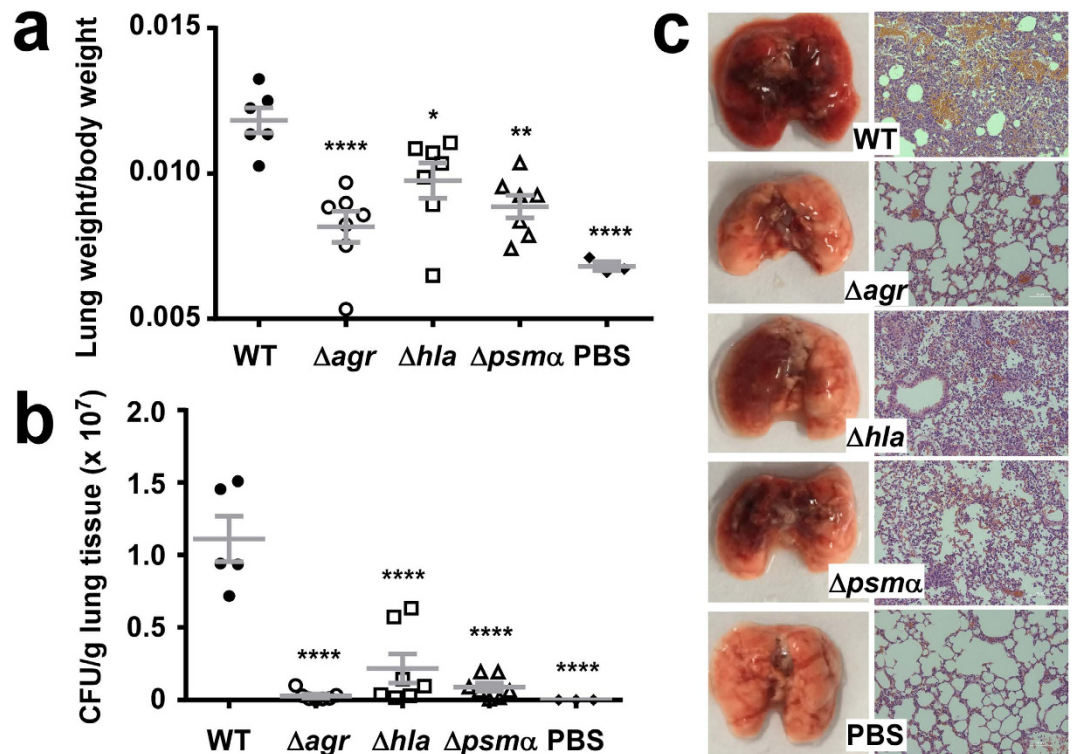 a
Lung weight/body weight
0.015
0.010
0.005
****
*
**
****
WT Δagr Δhla Δpsmα PBS
b
CFU/g lung tissue (x 10⁷)
2.0
1.5
1.0
0.5
0
****
****
****
****
WT Δagr Δhla Δpsmα PBS
c
WT
Δagr
Δhla
Δpsmα
PBS